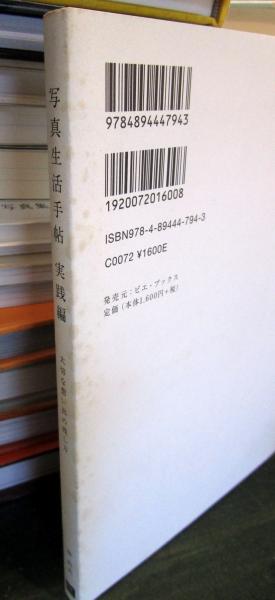 写真生活手帖 実践編
9784894447943
1920072016008
ISBN978-4-89444-794-3
C0072 ¥1600E
発売元：ピエ・ブックス
定価（本体1,600円+税）